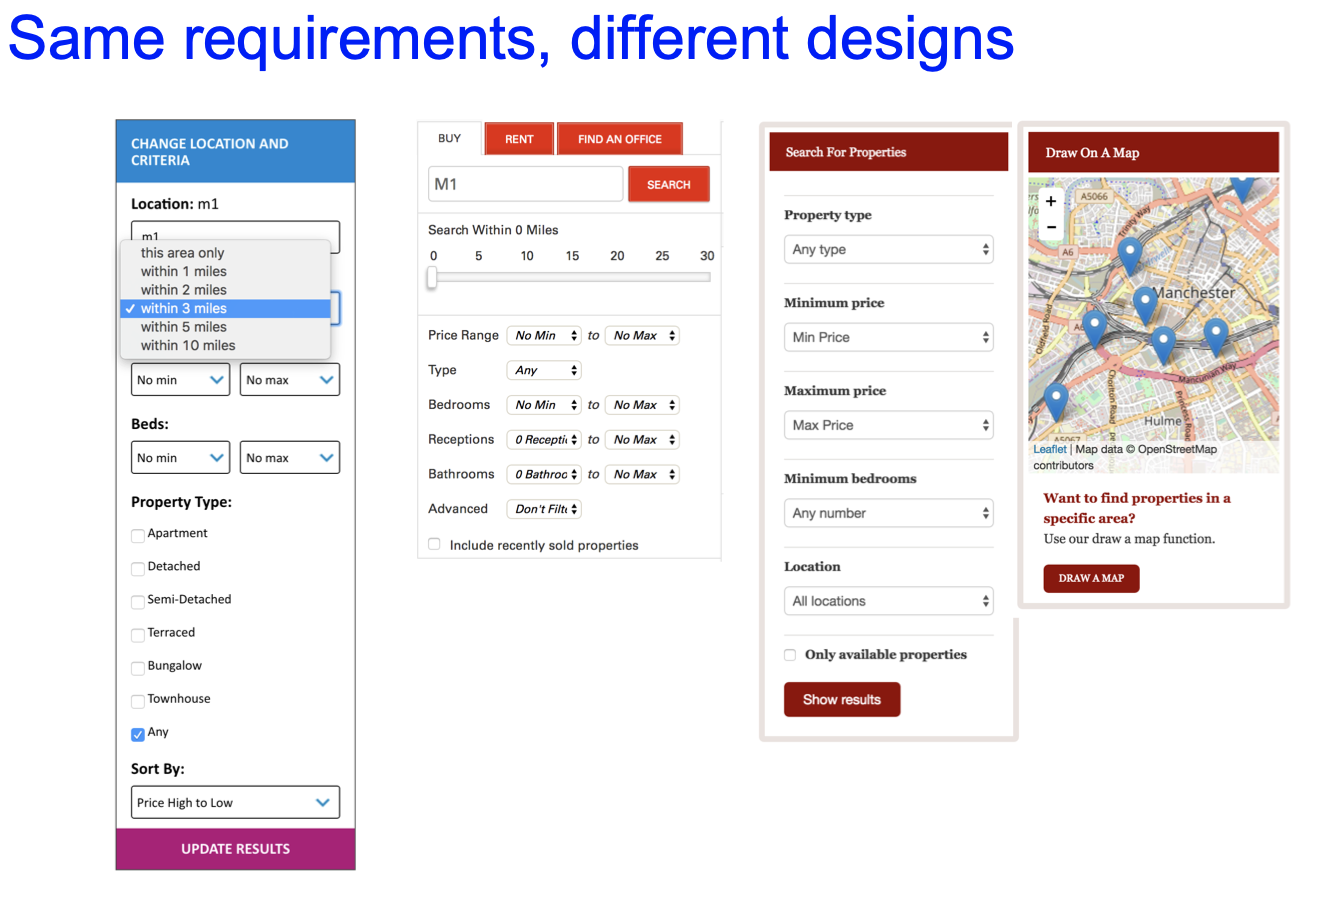 Same requirements, different designs
CHANGE LOCATION AND
CRITERIA
Location: m1
m1
this area only
within 1 miles
within 2 miles
✓ within 3 miles
within 5 miles
within 10 miles
No min
No max
Beds:
No min
No max
Property Type:
Apartment
Detached
Semi-Detached
Terraced
Bungalow
Townhouse
Any
Sort By:
Price High to Low
UPDATE RESULTS
BUY
RENT
FIND AN OFFICE
M1
SEARCH
Search Within 0 Miles
0 5 10 15 20 25 30
Price Range No Min to No Max
Type Any
Bedrooms No Min to No Max
Receptions 0 Recepti to No Max
Bathrooms 0 Bathroo to No Max
Advanced Don't Filt
Include recently sold properties
Search For Properties
Property type
Any type
Minimum price
Min Price
Maximum price
Max Price
Minimum bedrooms
Any number
Location
All locations
Only available properties
Show results
Draw On A Map
+
−
A5066
Trinity Way
A6
Manchester
Oldfield Road
Mancunian Way
Chorlton Road
Princess Road
Hulme
A5067
Leaflet | Map data © OpenStreetMap
contributors
Want to find properties in a
specific area?
Use our draw a map function.
DRAW A MAP